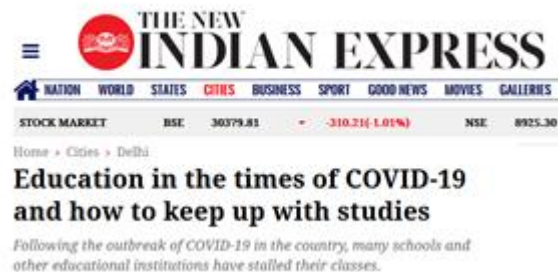 THE NEW
INDIAN EXPRESS
NATION WORLD STATES CITIES BUSINESS SPORT GOOD NEWS MOVIES GALLERIES
STOCK MARKET BSE 30379.81 -310.21(-1.01%) NSE 8925.30
Home » Cities » Delhi
Education in the times of COVID-19
and how to keep up with studies
Following the outbreak of COVID-19 in the country, many schools and
other educational institutions have stalled their classes.